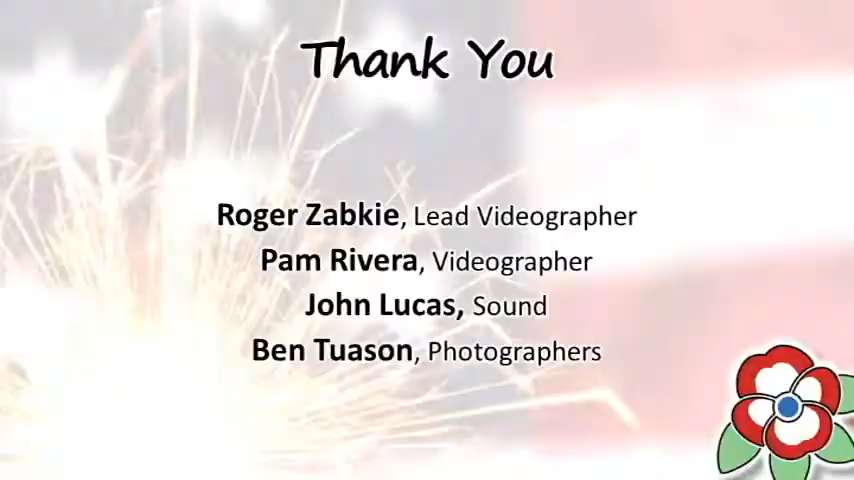 Thank You
Roger Zabkie, Lead Videographer
Pam Rivera, Videographer
John Lucas, Sound
Ben Tuason, Photographers